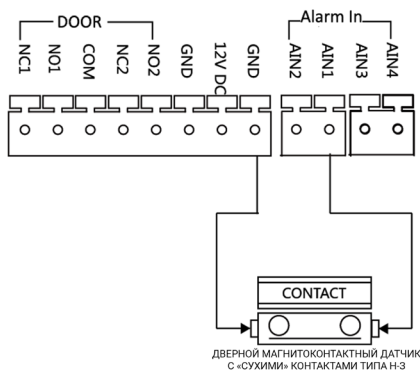 DOOR
Alarm In
NC1
NO1
COM
NC2
NO2
GND
12V DC
GND
AIN2
AIN1
AIN3
AIN4
CONTACT
ДВЕРНОЙ МАГНИТОКОНТАКТНЫЙ ДАТЧИК
С «СУХИМИ» КОНТАКТАМИ ТИПА Н-З